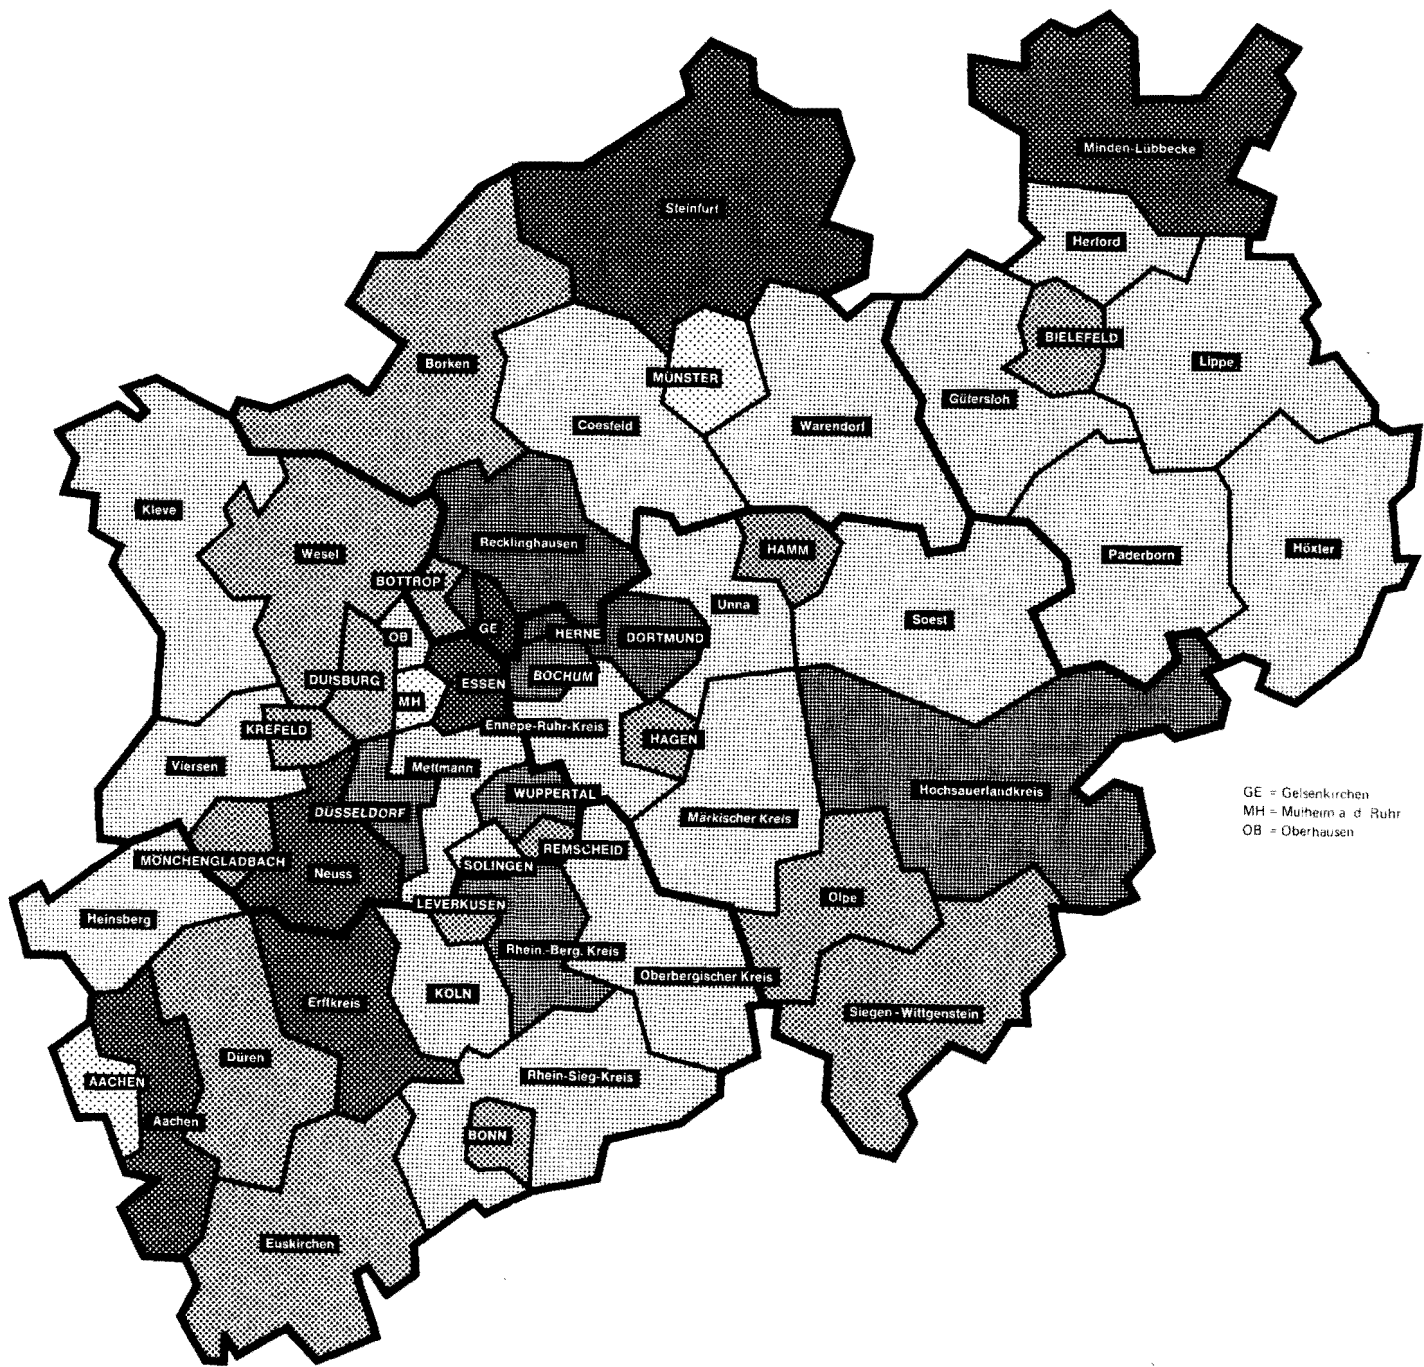 Minden-Lübbecke
Steinfurt
Herford
BIELEFELD
Borken
Lippe
MÜNSTER
Gütersloh
Coesfeld
Warendorf
Kleve
Recklinghausen
HAMM
Paderborn
Höxter
Wesel
BOTTROP
Unna
Soest
GE
OB
HERNE
DORTMUND
DUISBURG
ESSEN
BOCHUM
MH
KREFELD
Ennepe-Ruhr-Kreis
HAGEN
Viersen
Mettmann
WUPPERTAL
Hochsauerlandkreis
DÜSSELDORF
Märkischer Kreis
GE = Gelsenkirchen
MH = Mülheim a d Ruhr
OB = Oberhausen
MÖNCHENGLADBACH
REMSCHEID
SOLINGEN
Neuss
Olpe
LEVERKUSEN
Heinsberg
Rhein.-Berg. Kreis
Oberbergischer Kreis
KÖLN
Erftkreis
Siegen-Wittgenstein
Düren
Rhein-Sieg-Kreis
AACHEN
Aachen
BONN
Euskirchen